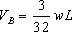 V_B = 3/32 wL